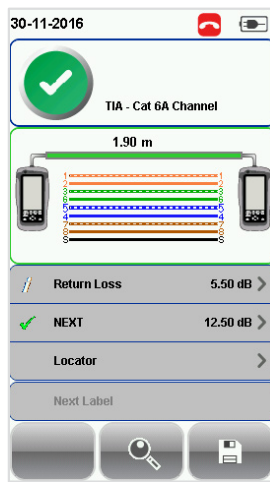 30-11-2016
TIA - Cat 6A Channel
1.90 m
1 1
2 2
3 3
6 6
5 5
4 4
7 7
8 8
S S
Return Loss 5.50 dB
NEXT 12.50 dB
Locator
Next Label